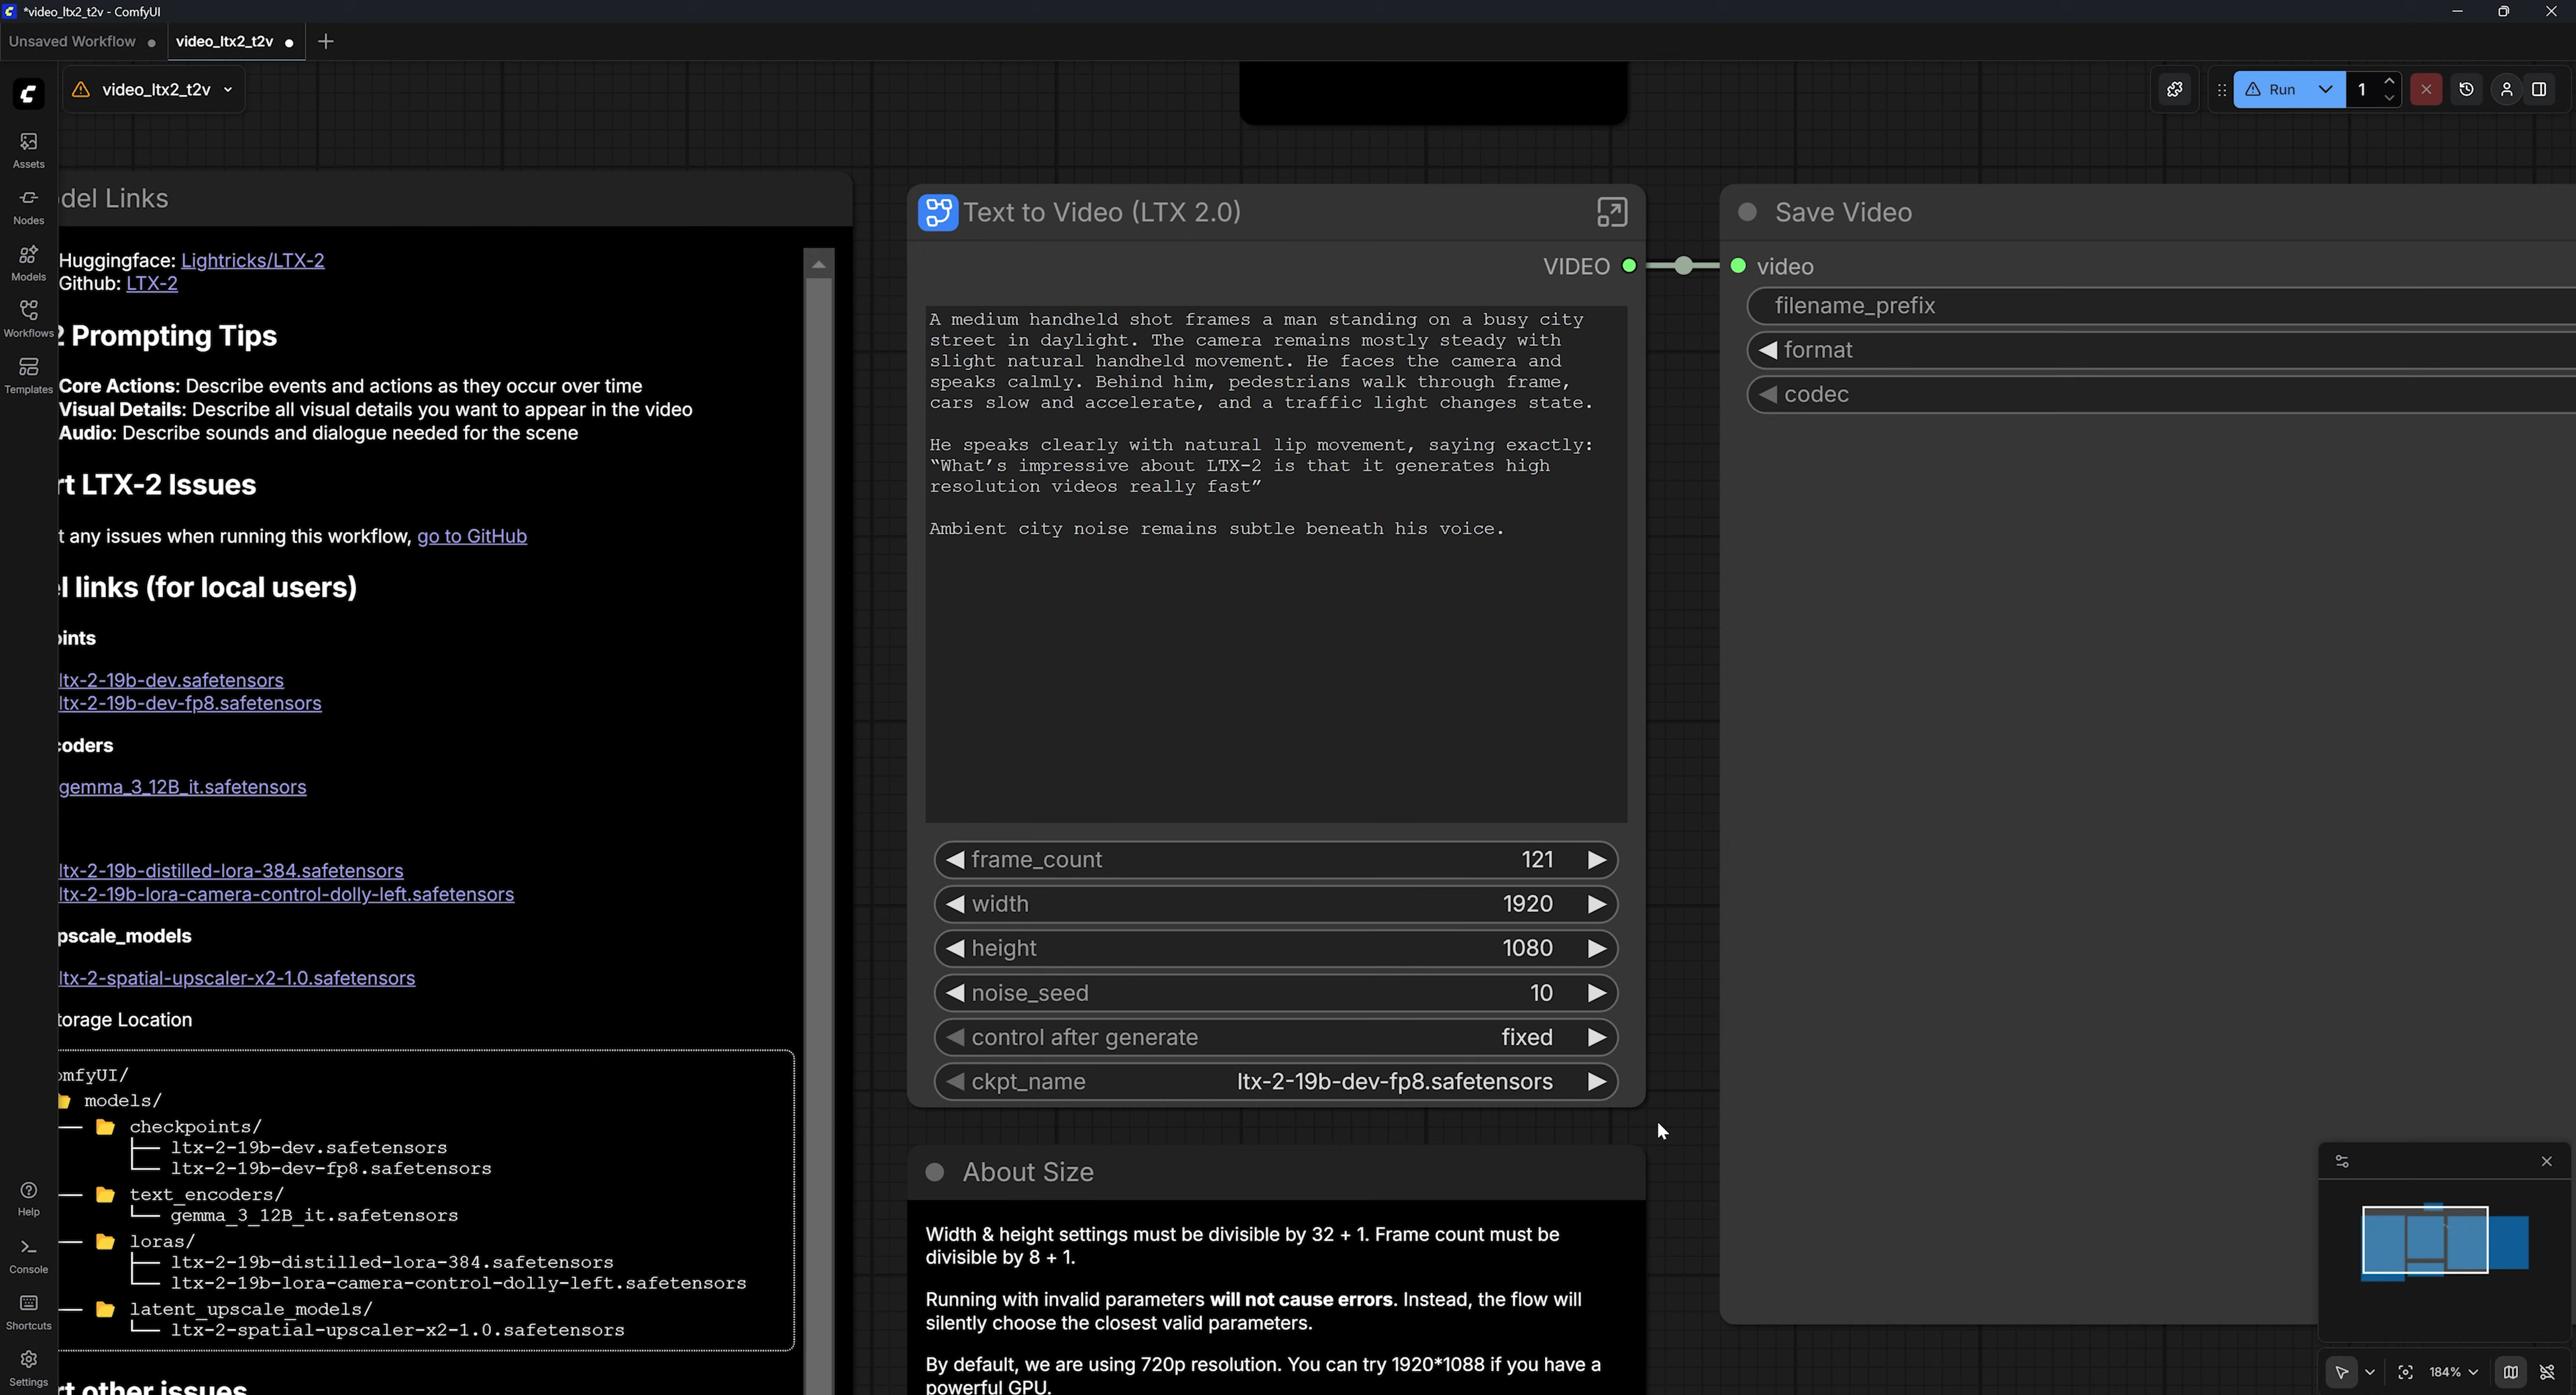 *video_ltx2_t2v - ComfyUI
Unsaved Workflow
video_ltx2_t2v
video_ltx2_t2v
Run
1
Assets
Nodes
Models
Workflows
Templates
Help
Console
Shortcuts
Settings
del Links
Huggingface: Lightricks/LTX-2
Github: LTX-2
2 Prompting Tips
Core Actions: Describe events and actions as they occur over time
Visual Details: Describe all visual details you want to appear in the video
Audio: Describe sounds and dialogue needed for the scene
rt LTX-2 Issues
t any issues when running this workflow, go to GitHub
l links (for local users)
oints
ltx-2-19b-dev.safetensors
ltx-2-19b-dev-fp8.safetensors
coders
gemma_3_12B_it.safetensors
ltx-2-19b-distilled-lora-384.safetensors
ltx-2-19b-lora-camera-control-dolly-left.safetensors
pscale_models
ltx-2-spatial-upscaler-x2-1.0.safetensors
torage Location
omfyUI/
models/
checkpoints/
ltx-2-19b-dev.safetensors
ltx-2-19b-dev-fp8.safetensors
text_encoders/
gemma_3_12B_it.safetensors
loras/
ltx-2-19b-distilled-lora-384.safetensors
ltx-2-19b-lora-camera-control-dolly-left.safetensors
latent_upscale_models/
ltx-2-spatial-upscaler-x2-1.0.safetensors
rt other issues
Text to Video (LTX 2.0)
VIDEO
A medium handheld shot frames a man standing on a busy city
street in daylight. The camera remains mostly steady with
slight natural handheld movement. He faces the camera and
speaks calmly. Behind him, pedestrians walk through frame,
cars slow and accelerate, and a traffic light changes state.
He speaks clearly with natural lip movement, saying exactly:
“What’s impressive about LTX-2 is that it generates high
resolution videos really fast”
Ambient city noise remains subtle beneath his voice.
frame_count 121
width 1920
height 1080
noise_seed 10
control after generate fixed
ckpt_name ltx-2-19b-dev-fp8.safetensors
About Size
Width & height settings must be divisible by 32 + 1. Frame count must be
divisible by 8 + 1.
Running with invalid parameters will not cause errors. Instead, the flow will
silently choose the closest valid parameters.
By default, we are using 720p resolution. You can try 1920*1088 if you have a
powerful GPU.
Save Video
video
filename_prefix
format
codec
184%